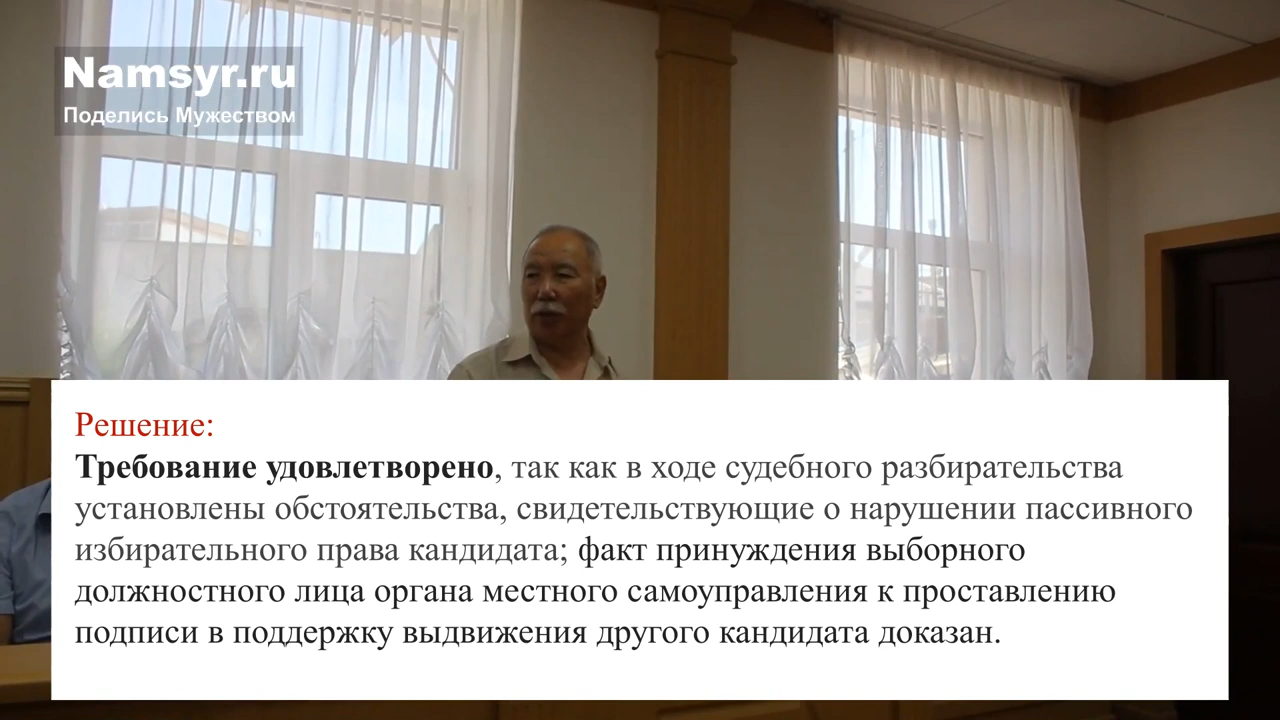 Namsyr.ru
Поделись Мужеством
Решение:
Требование удовлетворено, так как в ходе судебного разбирательства
установлены обстоятельства, свидетельствующие о нарушении пассивного
избирательного права кандидата; факт принуждения выборного
должностного лица органа местного самоуправления к проставлению
подписи в поддержку выдвижения другого кандидата доказан.